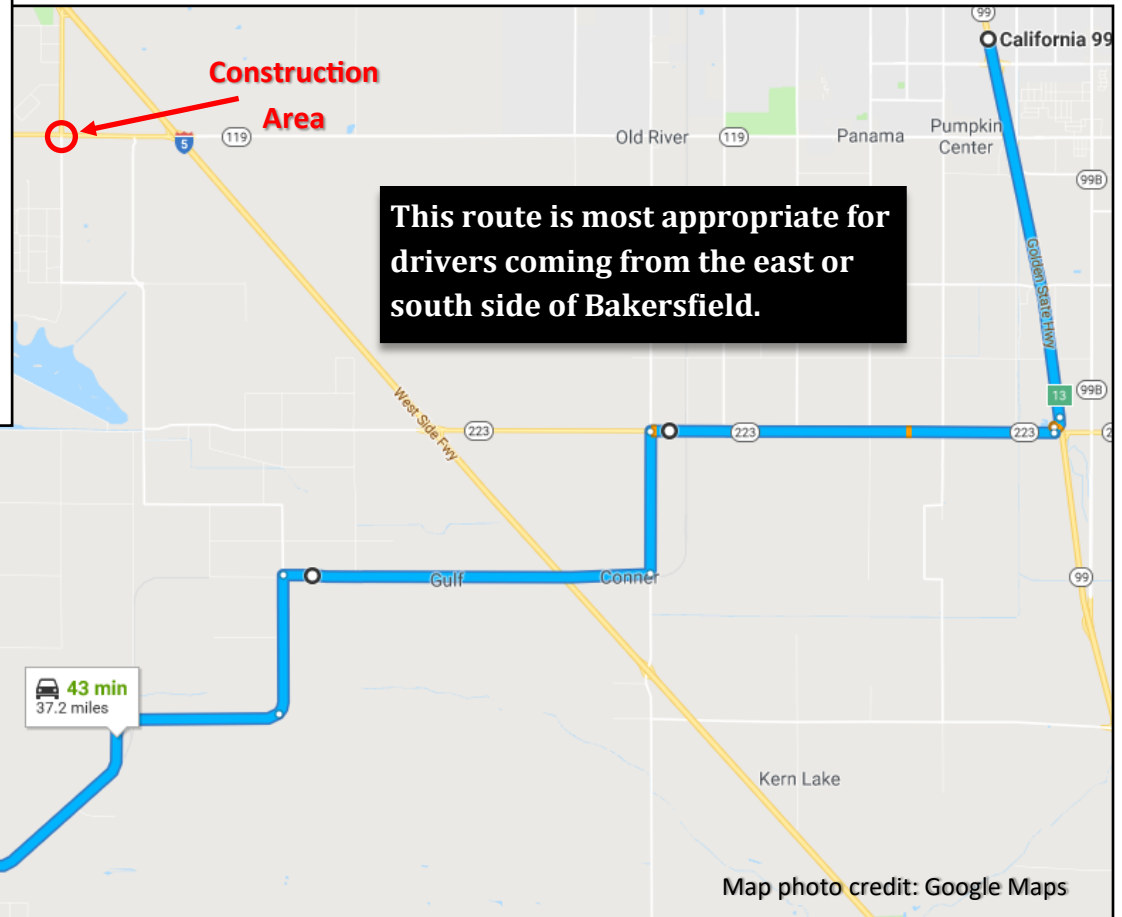 99
California 99
Construction
Area
5
119
Old River
119
Panama
Pumpkin
Center
99B
This route is most appropriate for
drivers coming from the east or
south side of Bakersfield.
Golden State Hwy
13
99B
West Side Fwy
223
223
223
2
Gulf
Conner
99
43 min
37.2 miles
Kern Lake
Map photo credit: Google Maps